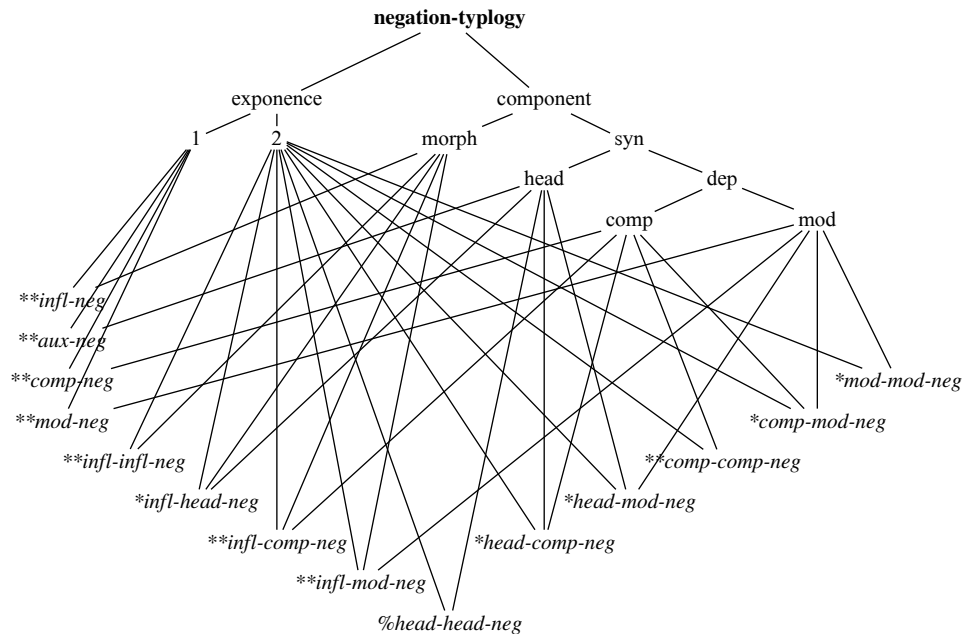 negation-typlogy
exponence component
1 2 morph syn
head dep
comp mod
**infl-neg
**aux-neg
**comp-neg *mod-mod-neg
**mod-neg *comp-mod-neg
**infl-infl-neg **comp-comp-neg
*infl-head-neg *head-mod-neg
**infl-comp-neg *head-comp-neg
**infl-mod-neg
%head-head-neg